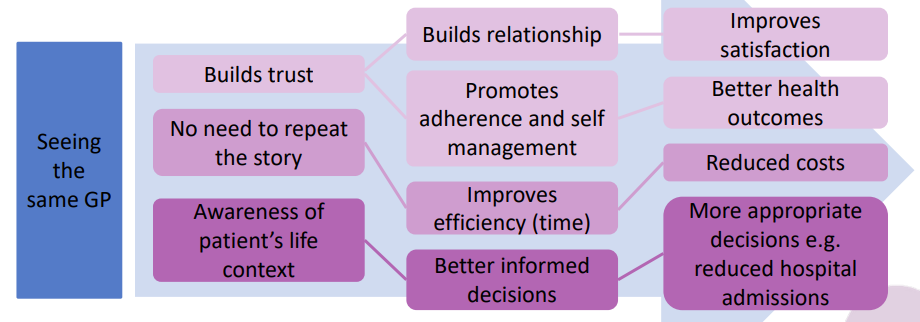 Seeing
the
same GP
Builds trust
No need to repeat
the story
Awareness of
patient's life
context
Builds relationship
Promotes
adherence and self
management
Improves
efficiency (time)
Better informed
decisions
Improves
satisfaction
Better health
outcomes
Reduced costs
More appropriate
decisions e.g.
reduced hospital
admissions